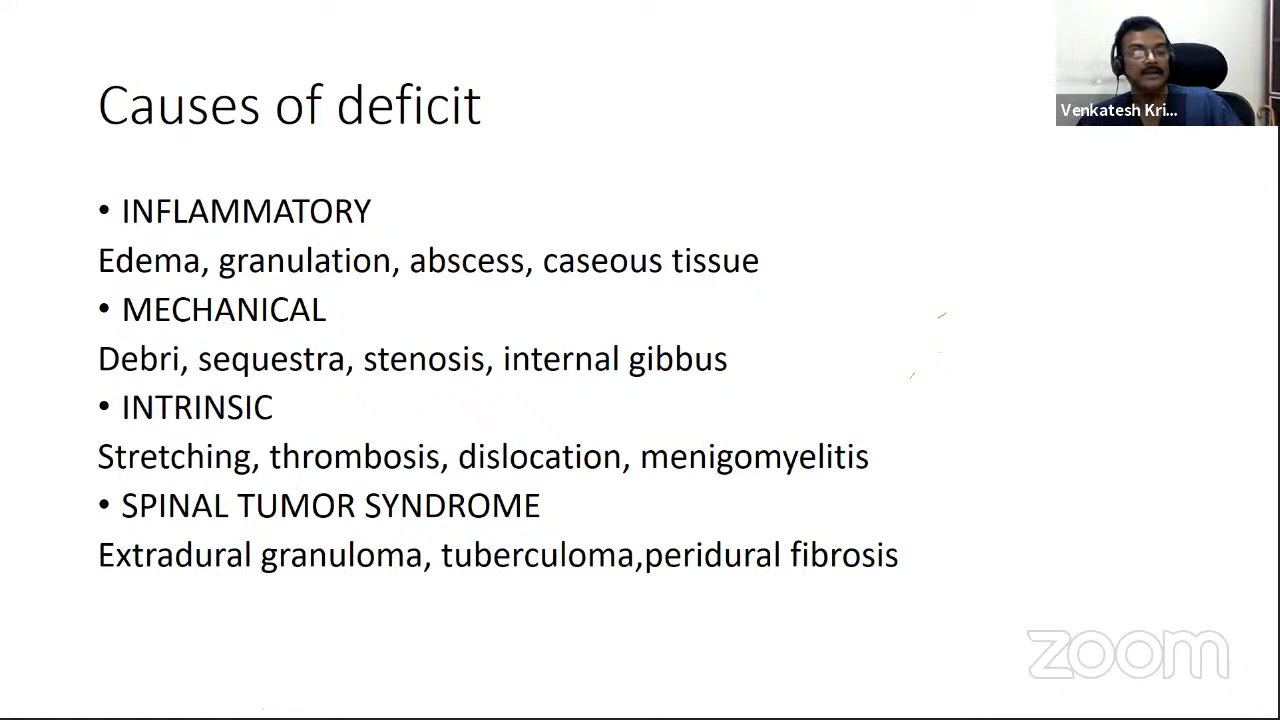 Venkatesh Kri...
Causes of deficit
• INFLAMMATORY
Edema, granulation, abscess, caseous tissue
• MECHANICAL
Debri, sequestra, stenosis, internal gibbus
• INTRINSIC
Stretching, thrombosis, dislocation, menigomyelitis
• SPINAL TUMOR SYNDROME
Extradural granuloma, tuberculoma,peridural fibrosis
zoom